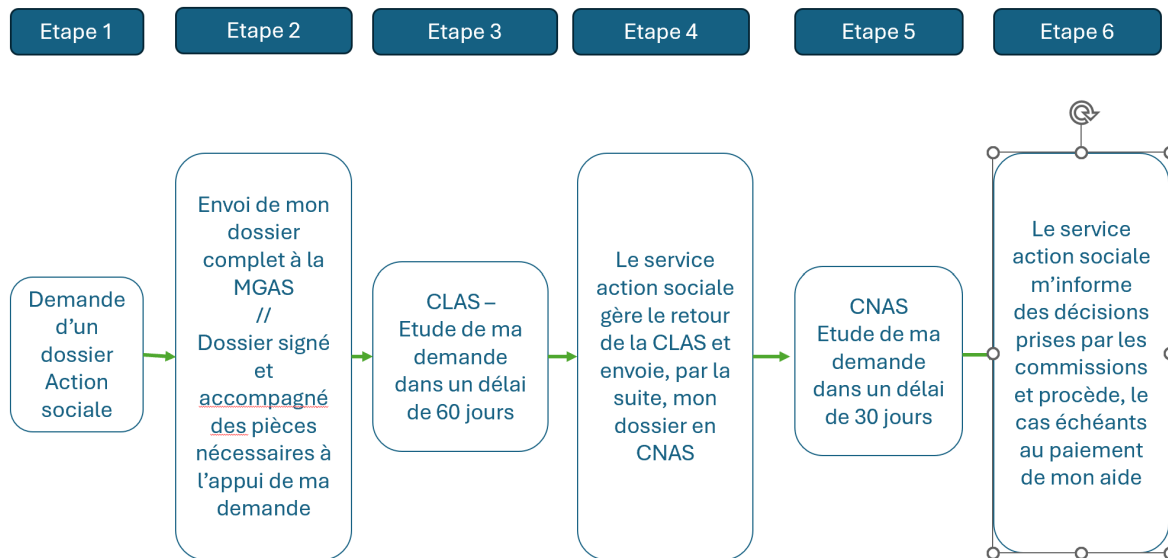 Etape 1
Etape 2
Etape 3
Etape 4
Etape 5
Etape 6
Demande
d’un
dossier
Action
sociale
Envoi de mon
dossier
complet à la
MGAS
//
Dossier signé
et
accompagné
des pièces
nécessaires à
l’appui de ma
demande
CLAS –
Etude de ma
demande
dans un délai
de 60 jours
Le service
action sociale
gère le retour
de la CLAS et
envoie, par la
suite, mon
dossier en
CNAS
CNAS
Etude de ma
demande
dans un délai
de 30 jours
Le service
action sociale
m’informe
des décisions
prises par les
commissions
et procède, le
cas échéants
au paiement
de mon aide